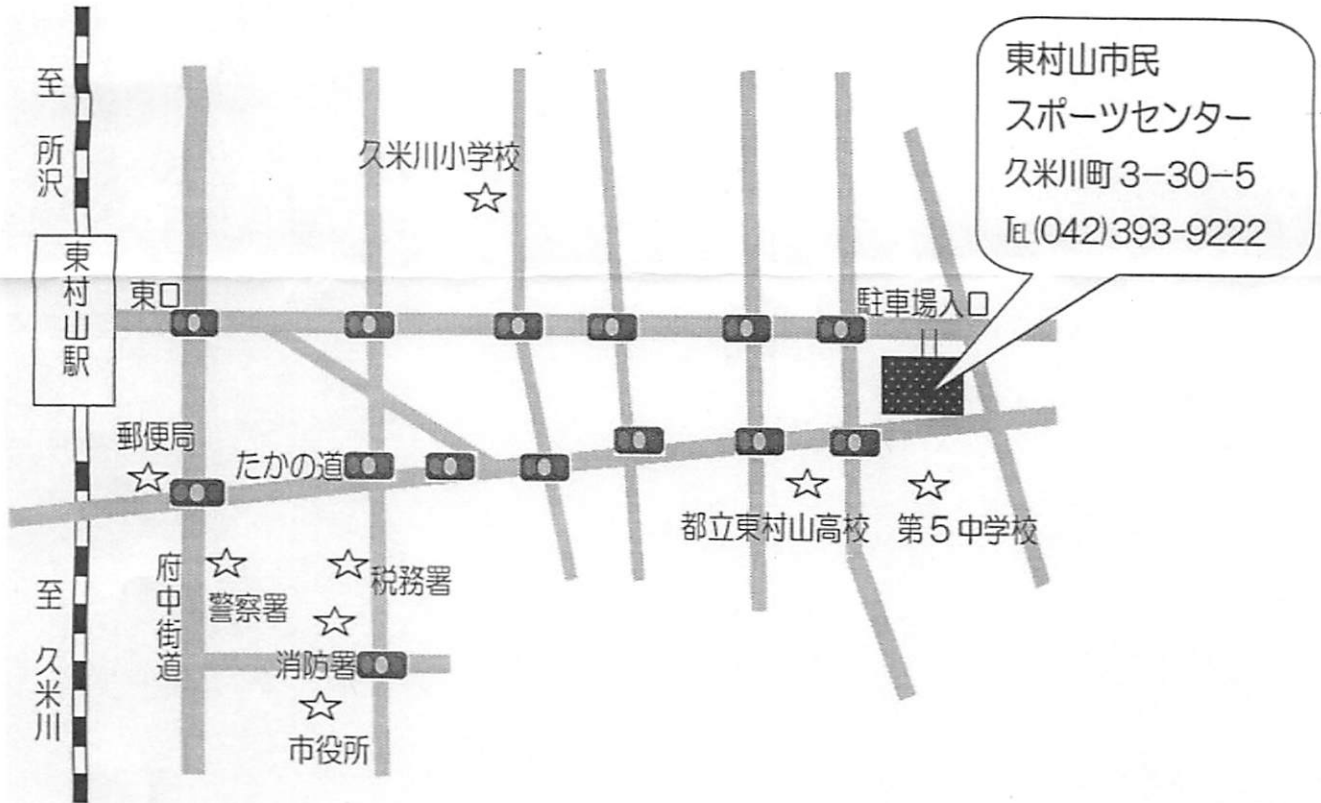 至 所沢
東村山駅
至 久米川
東口
久米川小学校
駐車場入口
東村山市民
スポーツセンター
久米川町3-30-5
℡(042)393-9222
郵便局
たかの道
都立東村山高校
第5中学校
府中街道
警察署
税務署
消防署
市役所